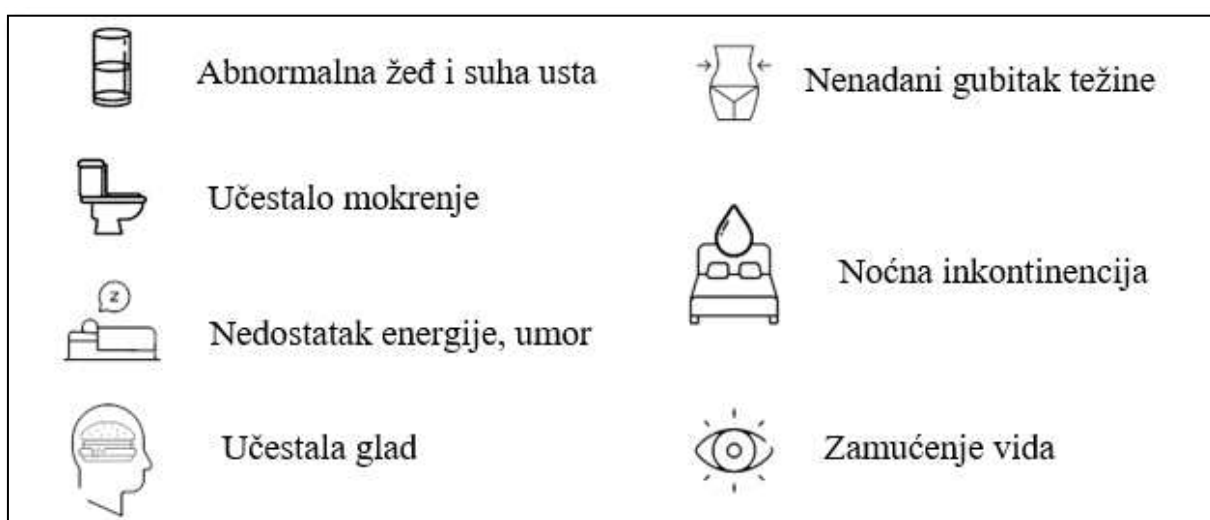 Abnormalna žeđ i suha usta
Učestalo mokrenje
z
Nedostatak energije, umor
Učestala glad
Nenadani gubitak težine
Noćna inkontinencija
Zamućenje vida